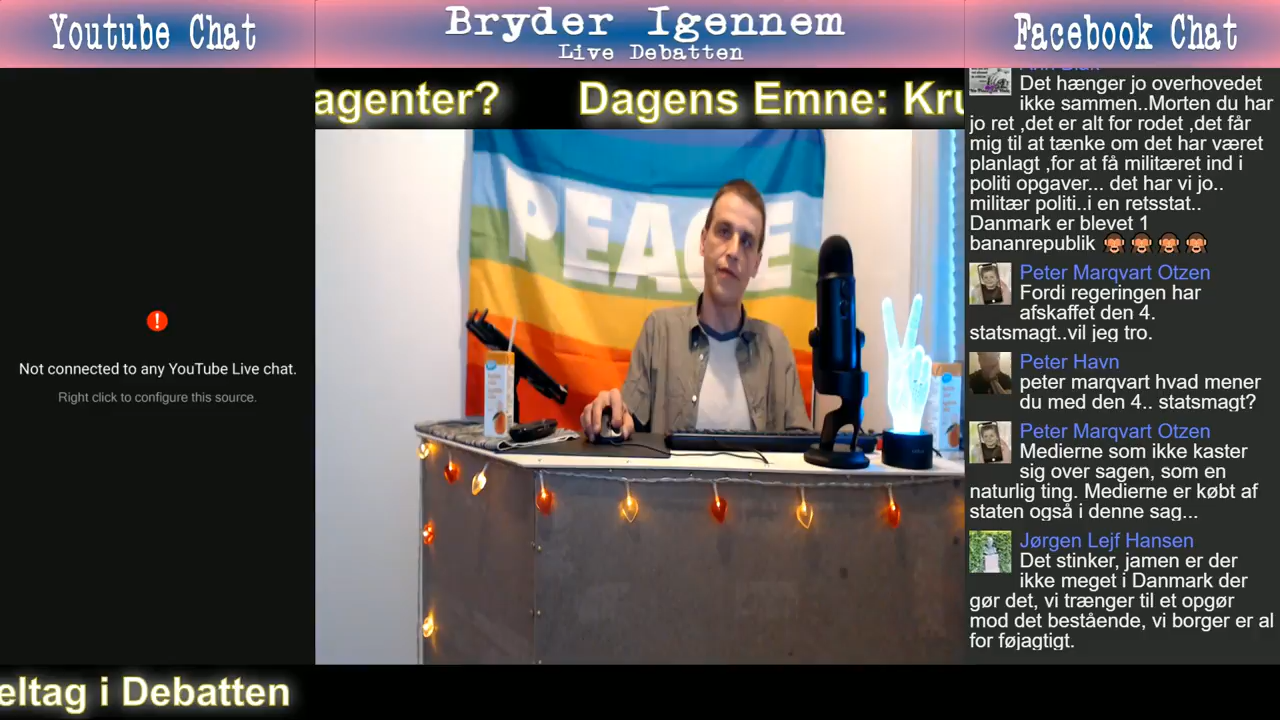 Youtube Chat
Bryder Igennem
Live Debatten
Facebook Chat
agenter? Dagens Emne: Kru
PEACE
Not connected to any YouTube Live chat.
Right click to configure this source.
Det hænger jo overhovedet
ikke sammen..Morten du har
jo ret ,det er alt for rodet ,det får
mig til at tænke om det har været
planlagt ,for at få militæret ind i
politi opgaver... det har vi jo..
militær politi..i en retsstat..
Danmark er blevet 1
bananrepublik 🙈🙈🙈🙈
Peter Marqvart Otzen
Fordi regeringen har
afskaffet den 4.
statsmagt..vil jeg tro.
Peter Havn
peter marqvart hvad mener
du med den 4.. statsmagt?
Peter Marqvart Otzen
Medierne som ikke kaster
sig over sagen, som en
naturlig ting. Medierne er købt af
staten også i denne sag...
Jørgen Lejf Hansen
Det stinker, jamen er der
ikke meget i Danmark der
gør det, vi trænger til et opgør
mod det bestående, vi borger er al
for føjagtigt.
eltag i Debatten